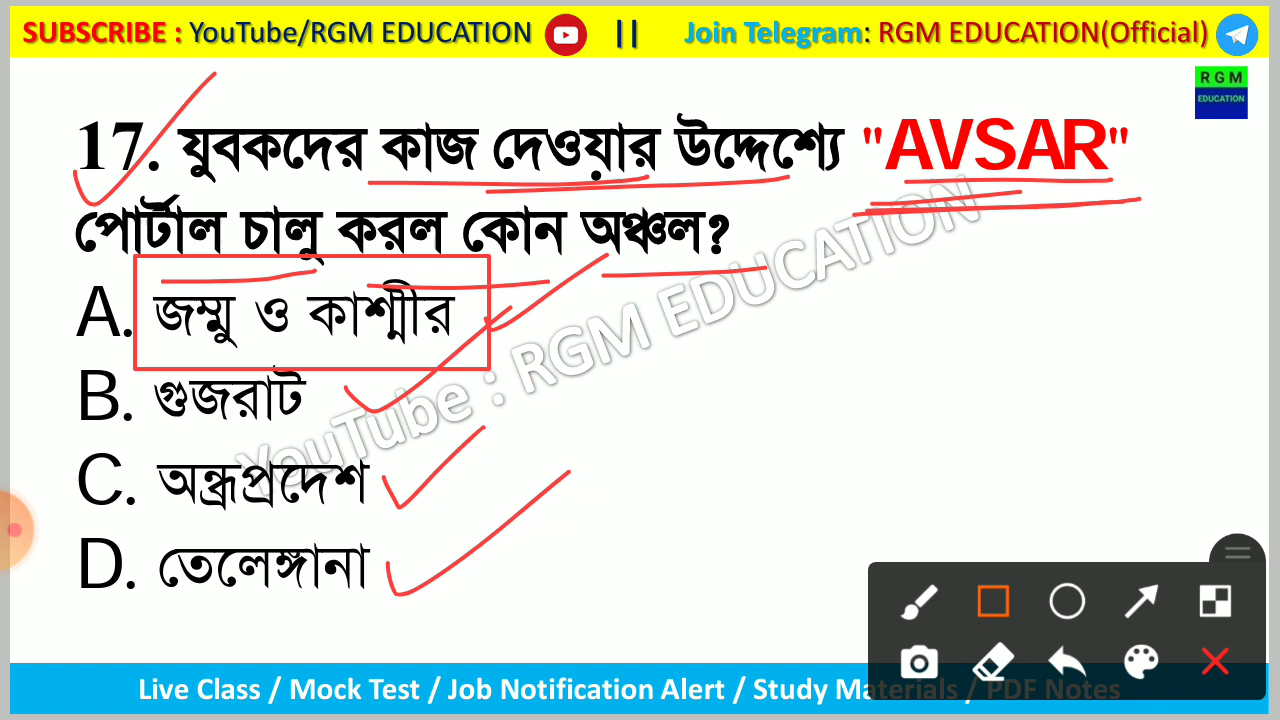 SUBSCRIBE : YouTube/RGM EDUCATION || Join Telegram: RGM EDUCATION(Official)
RGM
EDUCATION
17. যুবকদের কাজ দেওয়ার উদ্দেশ্যে "AVSAR"
পোর্টাল চালু করল কোন অঞ্চল?
A. জম্মু ও কাশ্মীর
B. গুজরাট
C. অন্ধ্রপ্রদেশ
D. তেলেঙ্গানা
YouTube : RGM EDUCATION
Live Class / Mock Test / Job Notification Alert / Study Materials / PDF Notes